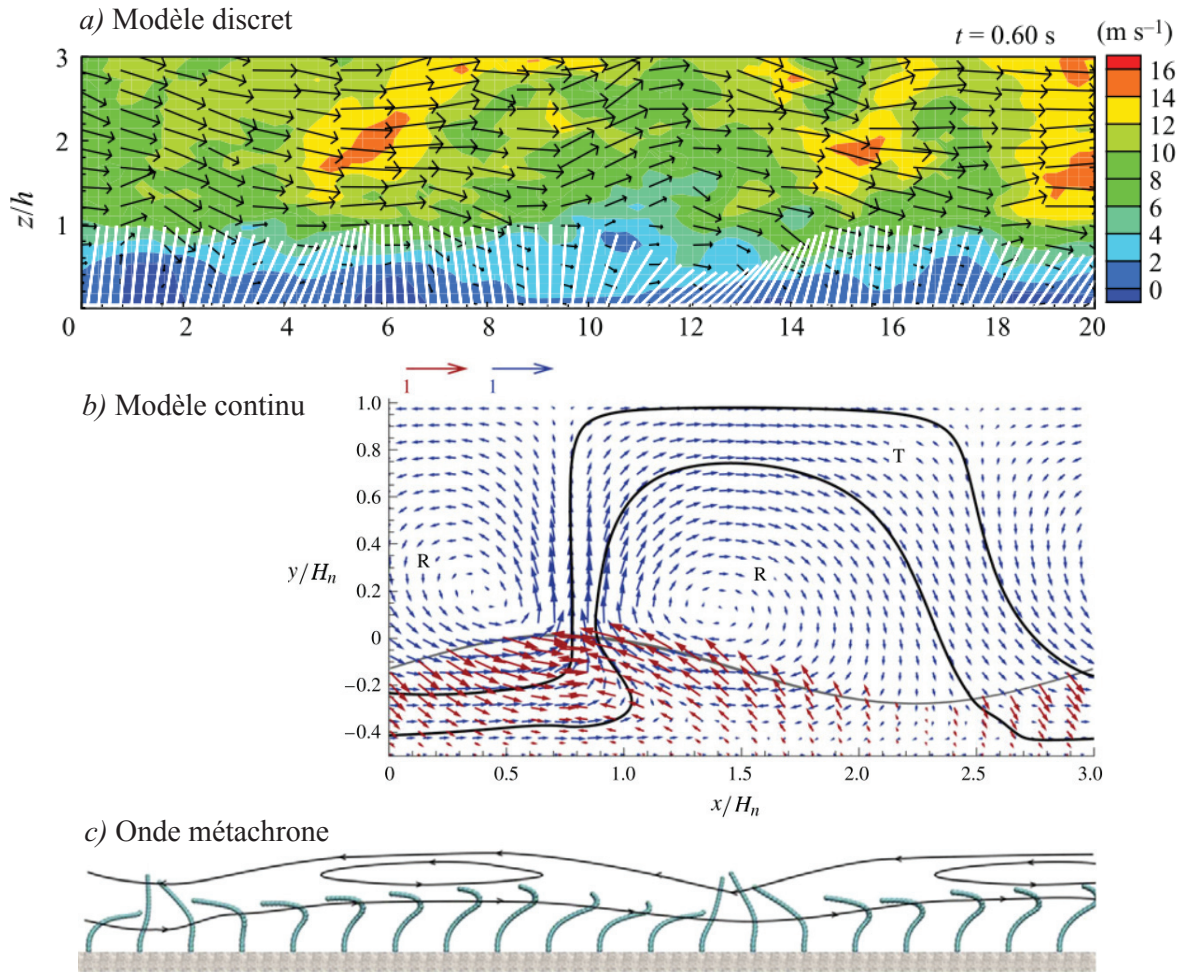 a) Modèle discret
t = 0.60 s
(m s⁻¹)
3
2
1
z/h
16
14
12
10
8
6
4
2
0
0 2 4 6 8 10 12 14 16 18 20
1 1
b) Modèle continu
1.0
0.8
0.6
0.4
0.2
0
−0.2
−0.4
y/Hₙ
R
R
T
0 0.5 1.0 1.5 2.0 2.5 3.0
x/Hₙ
c) Onde métachrone